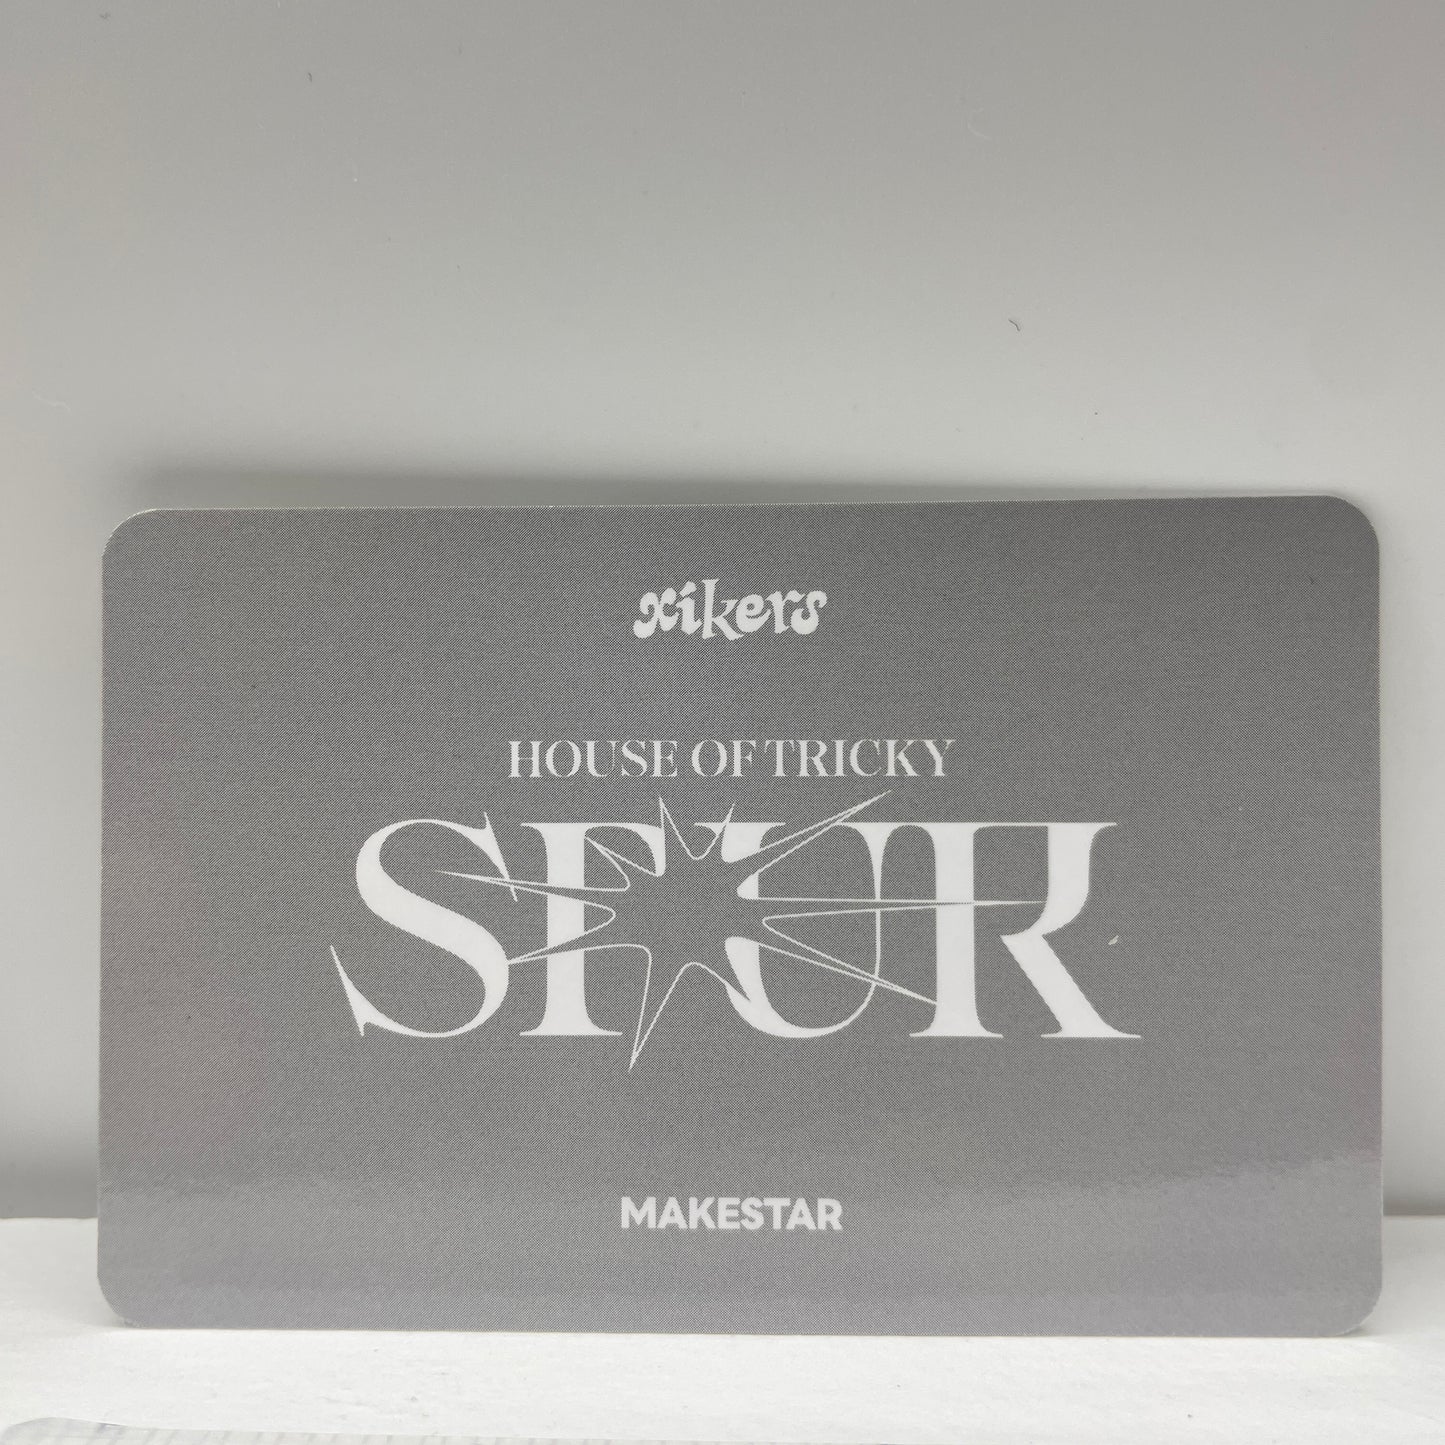 xikers
HOUSE OF TRICKY
SPUR
MAKESTAR